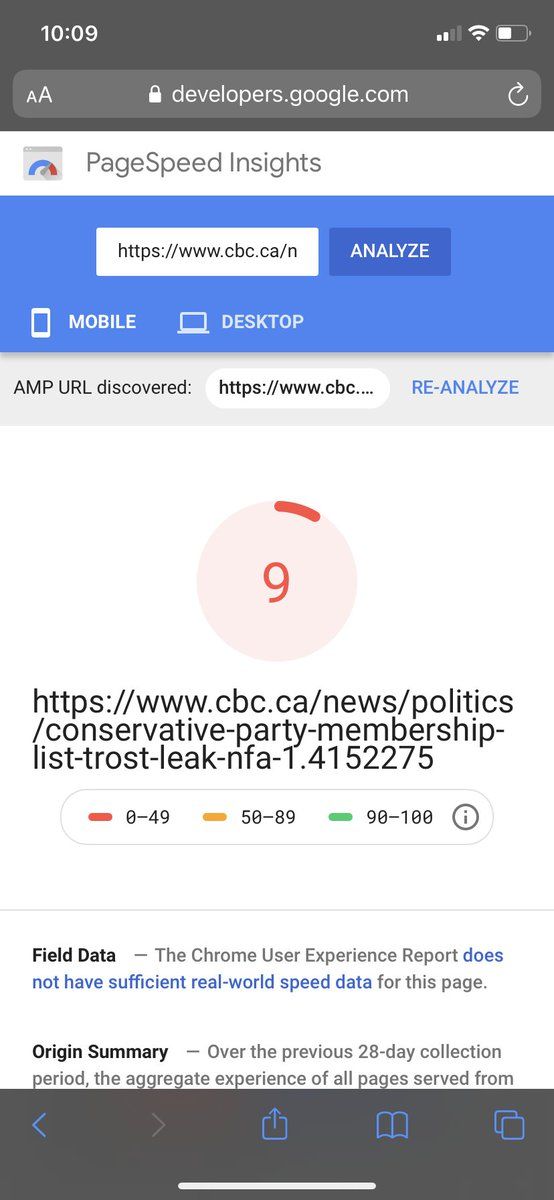 10:09
AA developers.google.com
PageSpeed Insights
https://www.cbc.ca/n ANALYZE
MOBILE DESKTOP
AMP URL discovered: https://www.cbc.... RE-ANALYZE
9
https://www.cbc.ca/news/politics
/conservative-party-membership-
list-trost-leak-nfa-1.4152275
0–49 50–89 90–100
Field Data — The Chrome User Experience Report does
not have sufficient real-world speed data for this page.
Origin Summary — Over the previous 28-day collection
period, the aggregate experience of all pages served from